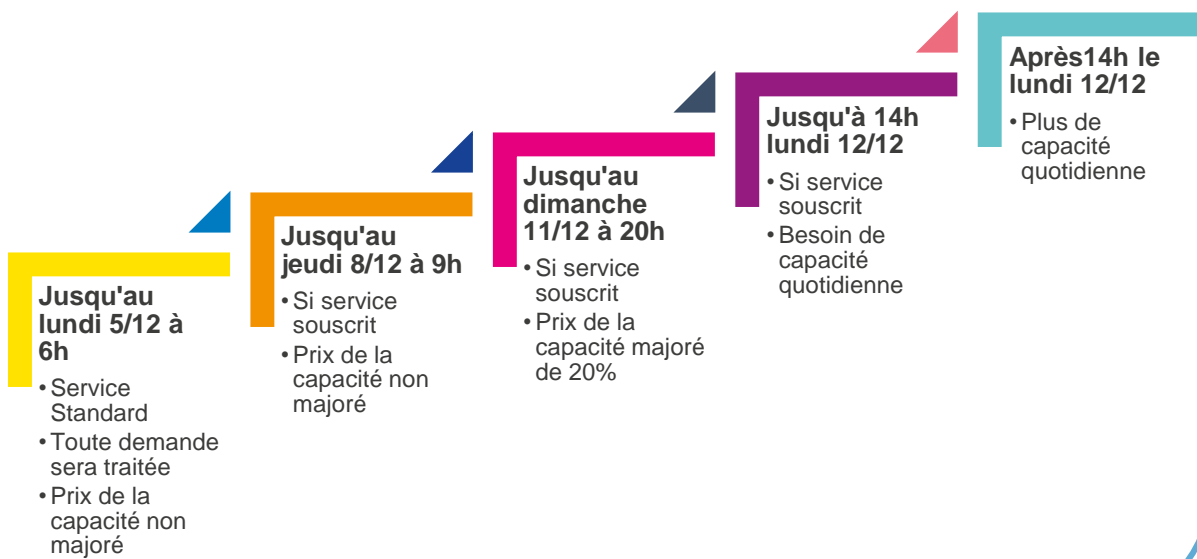 Jusqu'au
lundi 5/12 à
6h
• Service
Standard
• Toute demande
sera traitée
• Prix de la
capacité non
majoré
Jusqu'au
jeudi 8/12 à 9h
• Si service
souscrit
• Prix de la
capacité non
majoré
Jusqu'au
dimanche
11/12 à 20h
• Si service
souscrit
• Prix de la
capacité majoré
de 20%
Jusqu'à 14h
lundi 12/12
• Si service
souscrit
• Besoin de
capacité
quotidienne
Après14h le
lundi 12/12
• Plus de
capacité
quotidienne